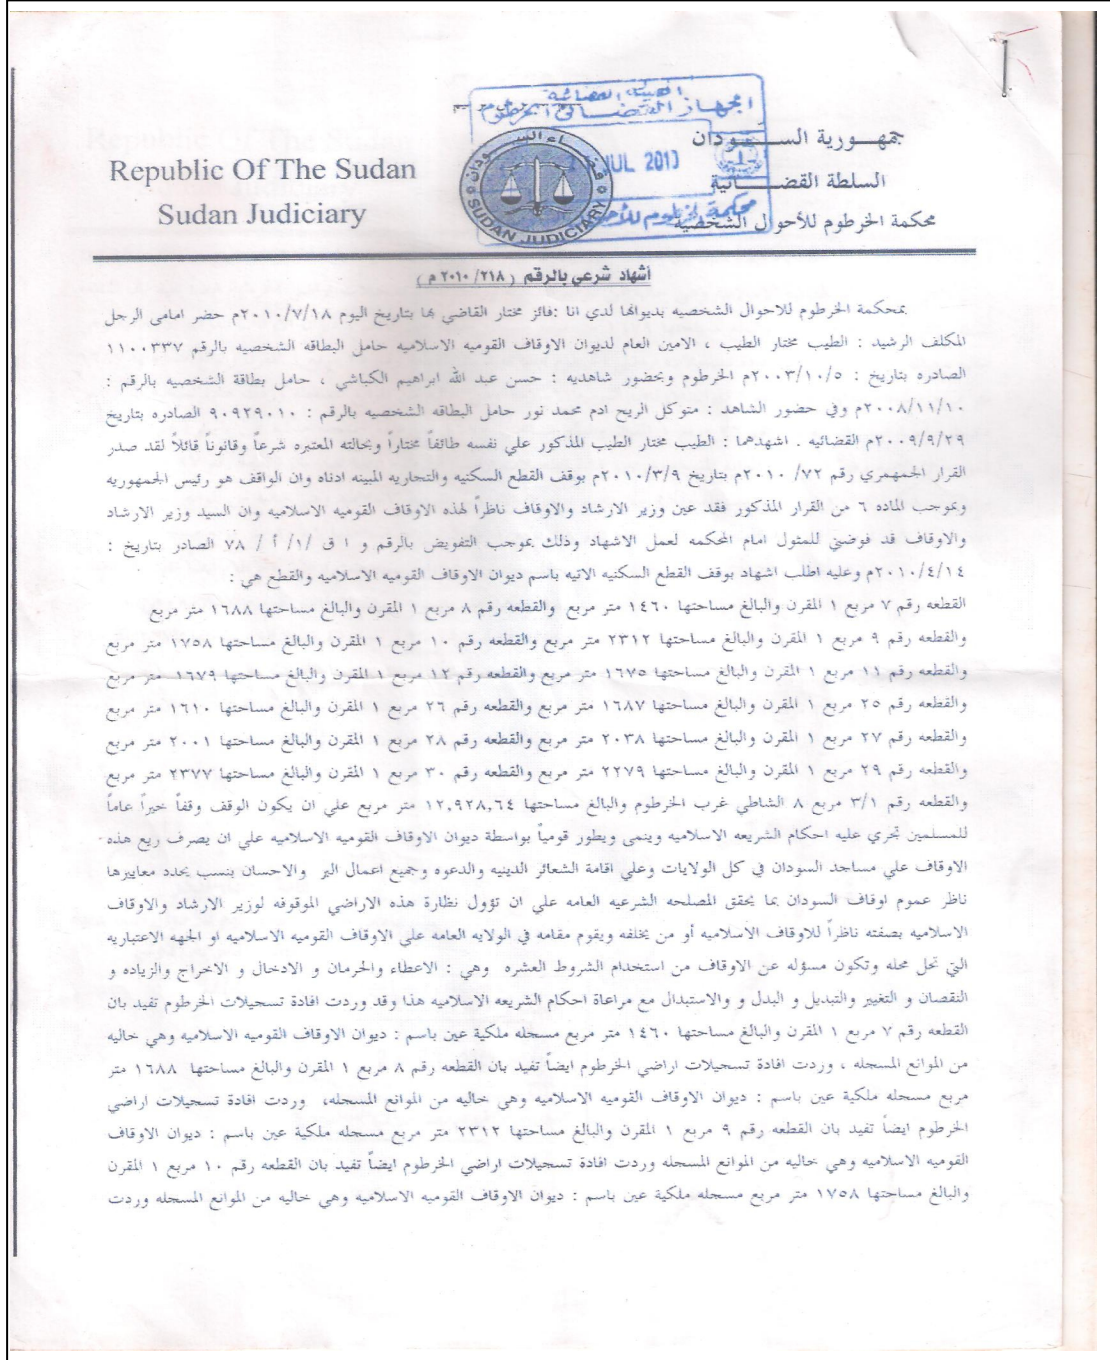 الهيئة القضائية
الجهاز القضائي الخرطوم
JUL 2010
محكمة الخرطوم للأحوال
Republic Of The Sudan
Sudan Judiciary
SUDAN JUDICIARY
جمهورية الســـودان
السلطة القضـــائية
محكمة الخرطوم للأحوال الشخصية
أشهاد شرعي بالرقم ( ٢١٨/ ٢٠١٠ م )
بمحكمة الخرطوم للاحوال الشخصيه بديوانها لدي انا :فائز مختار القاضي بها بتاريخ اليوم ٢٠١٠/٧/١٨م حضر امامى الرجل
المكلف الرشيد : الطيب مختار الطيب ، الامين العام لديوان الاوقاف القوميه الاسلاميه حامل البطاقه الشخصيه بالرقم ١١٠٠٣٣٧
الصادره بتاريخ : ٢٠٠٣/١٠/٥م الخرطوم وبحضور شاهديه : حسن عبد الله ابراهيم الكباشي ، حامل بطاقة الشخصيه بالرقم :
٢٠٠٨/١١/١٠م وفي حضور الشاهد : متوكل الريح ادم محمد نور حامل البطاقه الشخصيه بالرقم : ٩٠٩٢٩٠١٠ الصادره بتاريخ
٢٠٠٩/٩/٢٩م القضائيه . اشهدهما : الطيب مختار الطيب المذكور علي نفسه طائفاً مختاراً وبحالته المعتبره شرعاً وقانوناً قائلاً لقد صدر
القرار الجمهمري رقم ٧٢/ ٢٠١٠م بتاريخ ٢٠١٠/٣/٩م بوقف القطع السكنيه والتجاريه المبينه ادناه وان الواقف هو رئيس الجمهوريه
وبموجب الماده ٦ من القرار المذكور فقد عين وزير الارشاد والاوقاف ناظراً لهذه الاوقاف القوميه الاسلاميه وان السيد وزير الارشاد
والاوقاف قد فوضني للمثول امام المحكمه لعمل الاشهاد وذلك بموجب التفويض بالرقم و ا ق /١/ أ / ٧٨ الصادر بتاريخ :
٢٠١٠/٤/١٤م وعليه اطلب اشهاد بوقف القطع السكنيه الاتيه باسم ديوان الاوقاف القوميه الاسلاميه والقطع هي :
القطعه رقم ٧ مربع ١ المقرن والبالغ مساحتها ١٤٦٠ متر مربع والقطعه رقم ٨ مربع ١ المقرن والبالغ مساحتها ١٦٨٨ متر مربع
والقطعه رقم ٩ مربع ١ المقرن والبالغ مساحتها ٢٣١٢ متر مربع والقطعه رقم ١٠ مربع ١ المقرن والبالغ مساحتها ١٧٥٨ متر مربع
والقطعه رقم ١١ مربع ١ المقرن والبالغ مساحتها ١٦٧٥ متر مربع والقطعه رقم ١٢ مربع ١ المقرن والبالغ مساحتها ١٦٧٩ متر مربع
والقطعه رقم ٢٥ مربع ١ المقرن والبالغ مساحتها ١٦٨٧ متر مربع والقطعه رقم ٢٦ مربع ١ المقرن والبالغ مساحتها ١٦١٠ متر مربع
والقطعه رقم ٢٧ مربع ١ المقرن والبالغ مساحتها ٢٠٣٨ متر مربع والقطعه رقم ٢٨ مربع ١ المقرن والبالغ مساحتها ٢٠٠١ متر مربع
والقطعه رقم ٢٩ مربع ١ المقرن والبالغ مساحتها ٢٢٧٩ متر مربع والقطعه رقم ٣٠ مربع ١ المقرن والبالغ مساحتها ٢٣٧٧ متر مربع
والقطعه رقم ٣/١ مربع ٨ الشاطي غرب الخرطوم والبالغ مساحتها ١٢,٩٢٨,٦٤ متر مربع علي ان يكون الوقف وقفاً خيراً عاماً
للمسلمين تجري عليه احكام الشريعه الاسلاميه وينمى ويطور قومياً بواسطة ديوان الاوقاف القوميه الاسلاميه علي ان يصرف ريع هذه
الاوقاف علي مساجد السودان في كل الولايات وعلي اقامة الشعائر الدينيه والدعوه وجميع اعمال البر والاحسان بنسب يحدد معاييرها
ناظر عموم اوقاف السودان بما يحقق المصلحه الشرعيه العامه علي ان تؤول نظارة هذه الاراضي الموقوفه لوزير الارشاد والاوقاف
الاسلاميه بصفته ناظراً للاوقاف الاسلاميه أو من يخلفه ويقوم مقامه في الولايه العامه على الاوقاف القوميه الاسلاميه او الجهه الاعتباريه
التي تحل محله وتكون مسؤله عن الاوقاف من استخدام الشروط العشره وهي : الاعطاء والحرمان و الادخال و الاخراج والزياده و
النقصان و التغيير والتبديل و البدل و والاستبدال مع مراعاة احكام الشريعه الاسلاميه هذا وقد وردت افادة تسجيلات الخرطوم تفيد بان
القطعه رقم ٧ مربع ١ المقرن والبالغ مساحتها ١٤٦٠ متر مربع مسجله ملكية عين باسم : ديوان الاوقاف القوميه الاسلاميه وهي خاليه
من الموانع المسجله ، وردت افادة تسجيلات اراضي الخرطوم ايضاً تفيد بان القطعه رقم ٨ مربع ١ المقرن والبالغ مساحتها ١٦٨٨ متر
مربع مسجله ملكية عين باسم : ديوان الاوقاف القوميه الاسلاميه وهي خاليه من الموانع المسجله، وردت افادة تسجيلات اراضي
الخرطوم ايضاً تفيد بان القطعه رقم ٩ مربع ١ المقرن والبالغ مساحتها ٢٣١٢ متر مربع مسجله ملكية عين باسم : ديوان الاوقاف
القوميه الاسلاميه وهي خاليه من الموانع المسجله وردت افادة تسجيلات اراضي الخرطوم ايضاً تفيد بان القطعه رقم ١٠ مربع ١ المقرن
والبالغ مساحتها ١٧٥٨ متر مربع مسجله ملكية عين باسم : ديوان الاوقاف القوميه الاسلاميه وهي خاليه من الموانع المسجله وردت